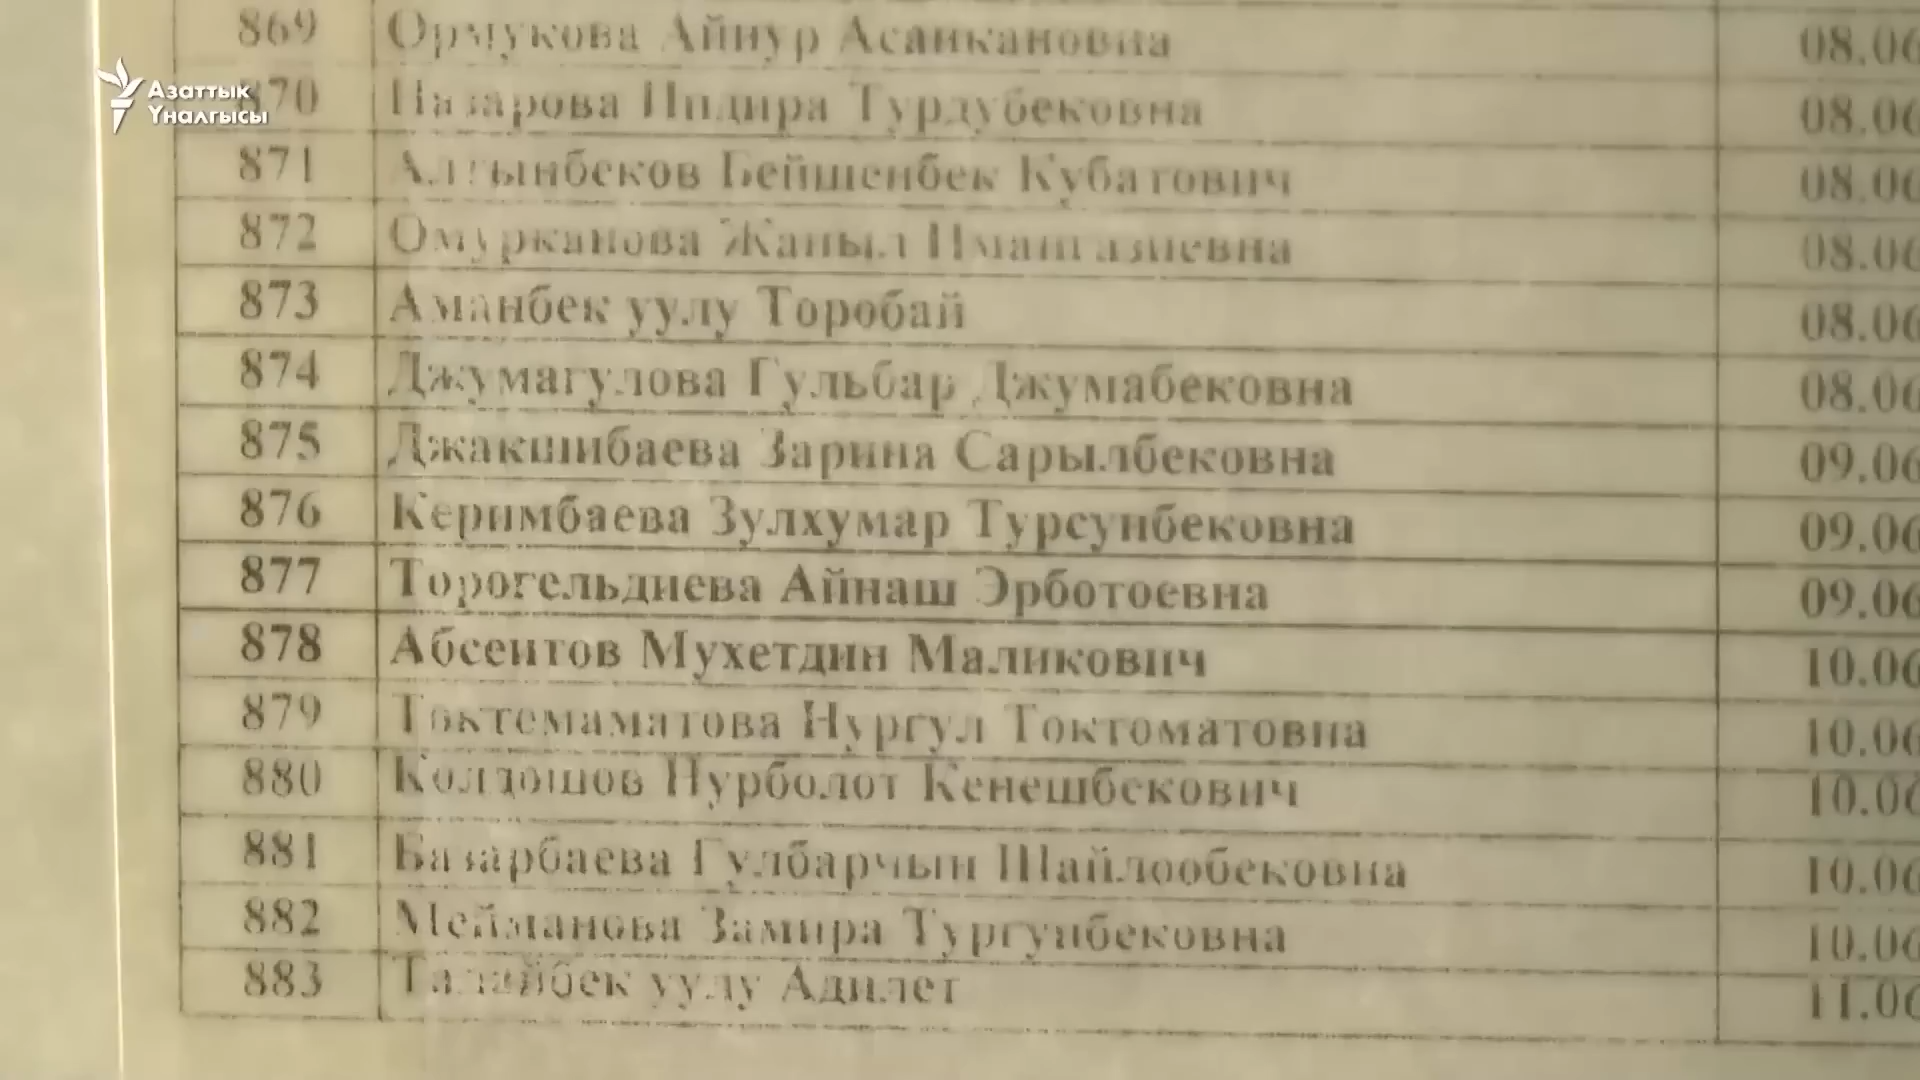 Азаттык
Үналгысы
869 Ормукова Айнур Асанкановна 08.06
870 Назарова Индира Турдубековна 08.06
871 Алтынбеков Бейшенбек Кубатович 08.06
872 Омурканова Жаныл Имангазиевна 08.06
873 Аманбек уулу Торобай 08.06
874 Джумагулова Гульбар Джумабековна 08.06
875 Джакшибаева Зарина Сарылбековна 09.06
876 Керимбаева Зулхумар Турсунбековна 09.06
877 Торогельдиева Айнаш Эрботоевна 09.06
878 Абсеитов Мухетдин Маликович 10.06
879 Токтемаматова Нургул Токтоматовна 10.06
880 Колдошов Нурболот Кенешбекович 10.06
881 Базарбаева Гулбарчын Шайлообековна 10.06
882 Мейманова Замира Тургунбековна 10.06
883 Талайбек уулу Адилет 11.06